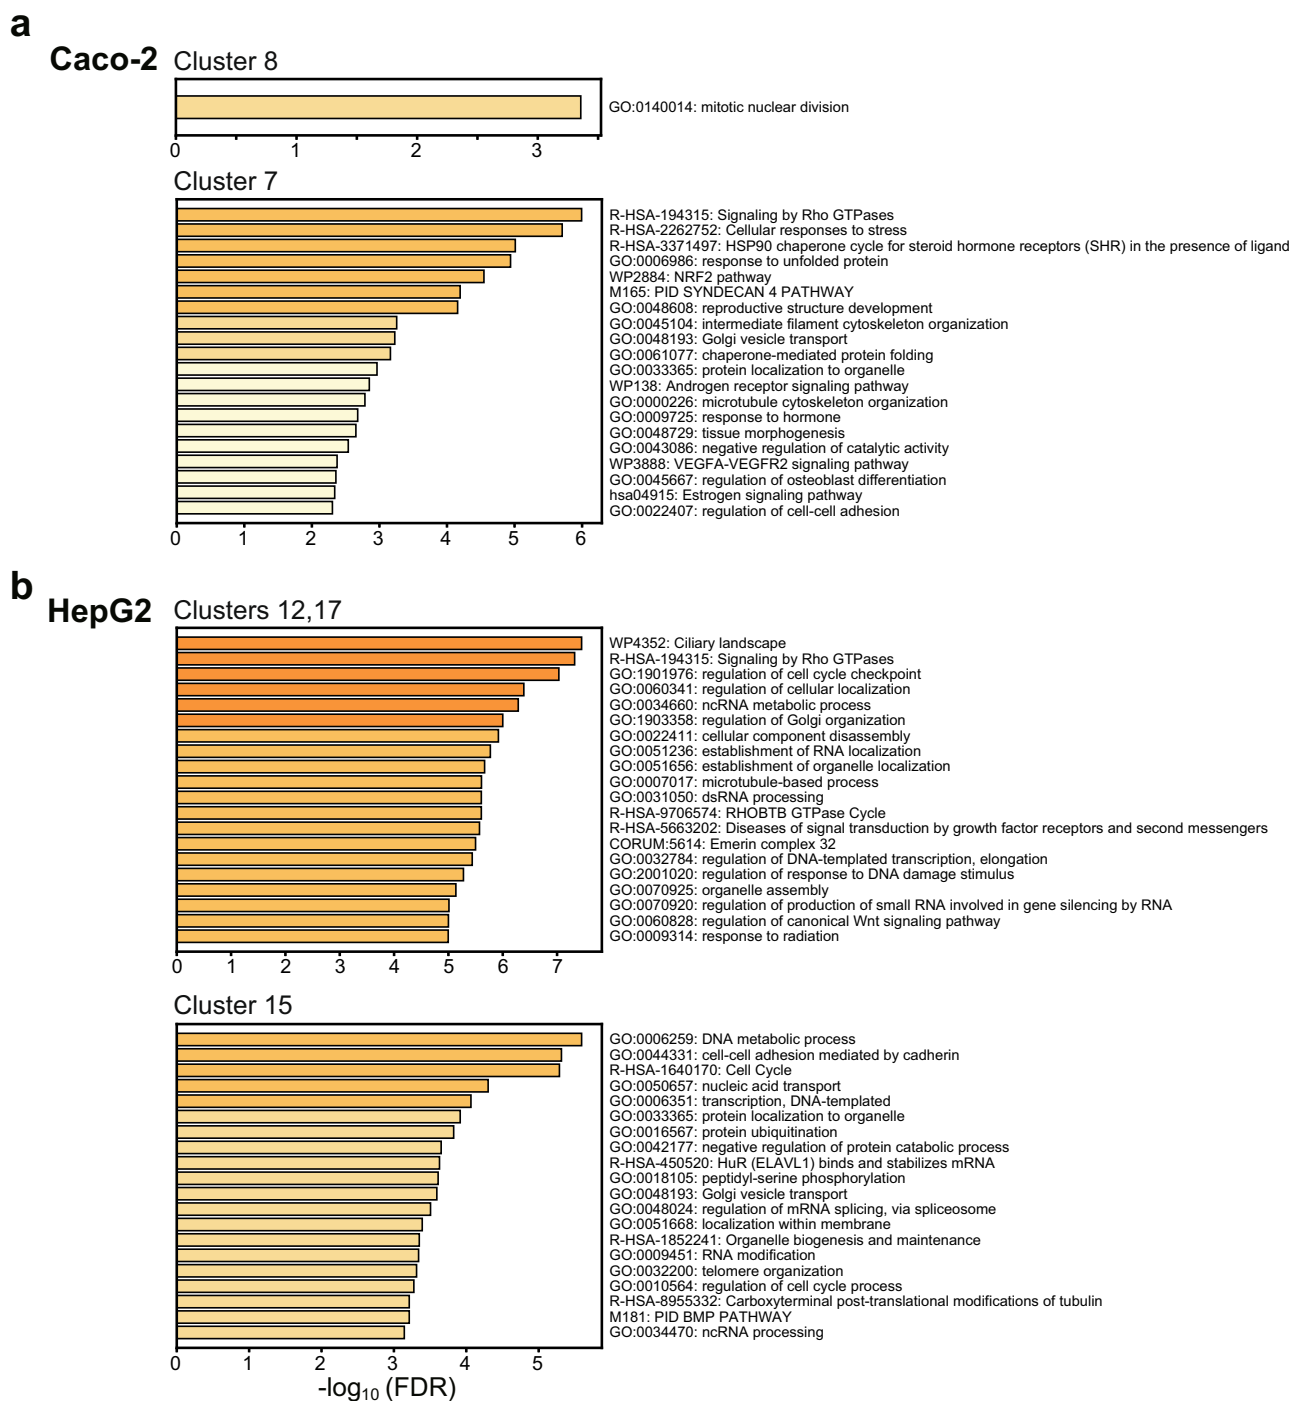 a
Caco-2 Cluster 8
GO:0140014: mitotic nuclear division
0 1 2 3
Cluster 7
R-HSA-194315: Signaling by Rho GTPases
R-HSA-2262752: Cellular responses to stress
R-HSA-3371497: HSP90 chaperone cycle for steroid hormone receptors (SHR) in the presence of ligand
GO:0006986: response to unfolded protein
WP2884: NRF2 pathway
M165: PID SYNDECAN 4 PATHWAY
GO:0048608: reproductive structure development
GO:0045104: intermediate filament cytoskeleton organization
GO:0048193: Golgi vesicle transport
GO:0061077: chaperone-mediated protein folding
GO:0033365: protein localization to organelle
WP138: Androgen receptor signaling pathway
GO:0000226: microtubule cytoskeleton organization
GO:0009725: response to hormone
GO:0048729: tissue morphogenesis
GO:0043086: negative regulation of catalytic activity
WP3888: VEGFA-VEGFR2 signaling pathway
GO:0045667: regulation of osteoblast differentiation
hsa04915: Estrogen signaling pathway
GO:0022407: regulation of cell-cell adhesion
0 1 2 3 4 5 6
b
HepG2 Clusters 12,17
WP4352: Ciliary landscape
R-HSA-194315: Signaling by Rho GTPases
GO:1901976: regulation of cell cycle checkpoint
GO:0060341: regulation of cellular localization
GO:0034660: ncRNA metabolic process
GO:1903358: regulation of Golgi organization
GO:0022411: cellular component disassembly
GO:0051236: establishment of RNA localization
GO:0051656: establishment of organelle localization
GO:0007017: microtubule-based process
GO:0031050: dsRNA processing
R-HSA-9706574: RHOBTB GTPase Cycle
R-HSA-5663202: Diseases of signal transduction by growth factor receptors and second messengers
CORUM:5614: Emerin complex 32
GO:0032784: regulation of DNA-templated transcription, elongation
GO:2001020: regulation of response to DNA damage stimulus
GO:0070925: organelle assembly
GO:0070920: regulation of production of small RNA involved in gene silencing by RNA
GO:0060828: regulation of canonical Wnt signaling pathway
GO:0009314: response to radiation
0 1 2 3 4 5 6 7
Cluster 15
GO:0006259: DNA metabolic process
GO:0044331: cell-cell adhesion mediated by cadherin
R-HSA-1640170: Cell Cycle
GO:0050657: nucleic acid transport
GO:0006351: transcription, DNA-templated
GO:0033365: protein localization to organelle
GO:0016567: protein ubiquitination
GO:0042177: negative regulation of protein catabolic process
R-HSA-450520: HuR (ELAVL1) binds and stabilizes mRNA
GO:0018105: peptidyl-serine phosphorylation
GO:0048193: Golgi vesicle transport
GO:0048024: regulation of mRNA splicing, via spliceosome
GO:0051668: localization within membrane
R-HSA-1852241: Organelle biogenesis and maintenance
GO:0009451: RNA modification
GO:0032200: telomere organization
GO:0010564: regulation of cell cycle process
R-HSA-8955332: Carboxyterminal post-translational modifications of tubulin
M181: PID BMP PATHWAY
GO:0034470: ncRNA processing
0 1 2 3 4 5
-log₁₀ (FDR)